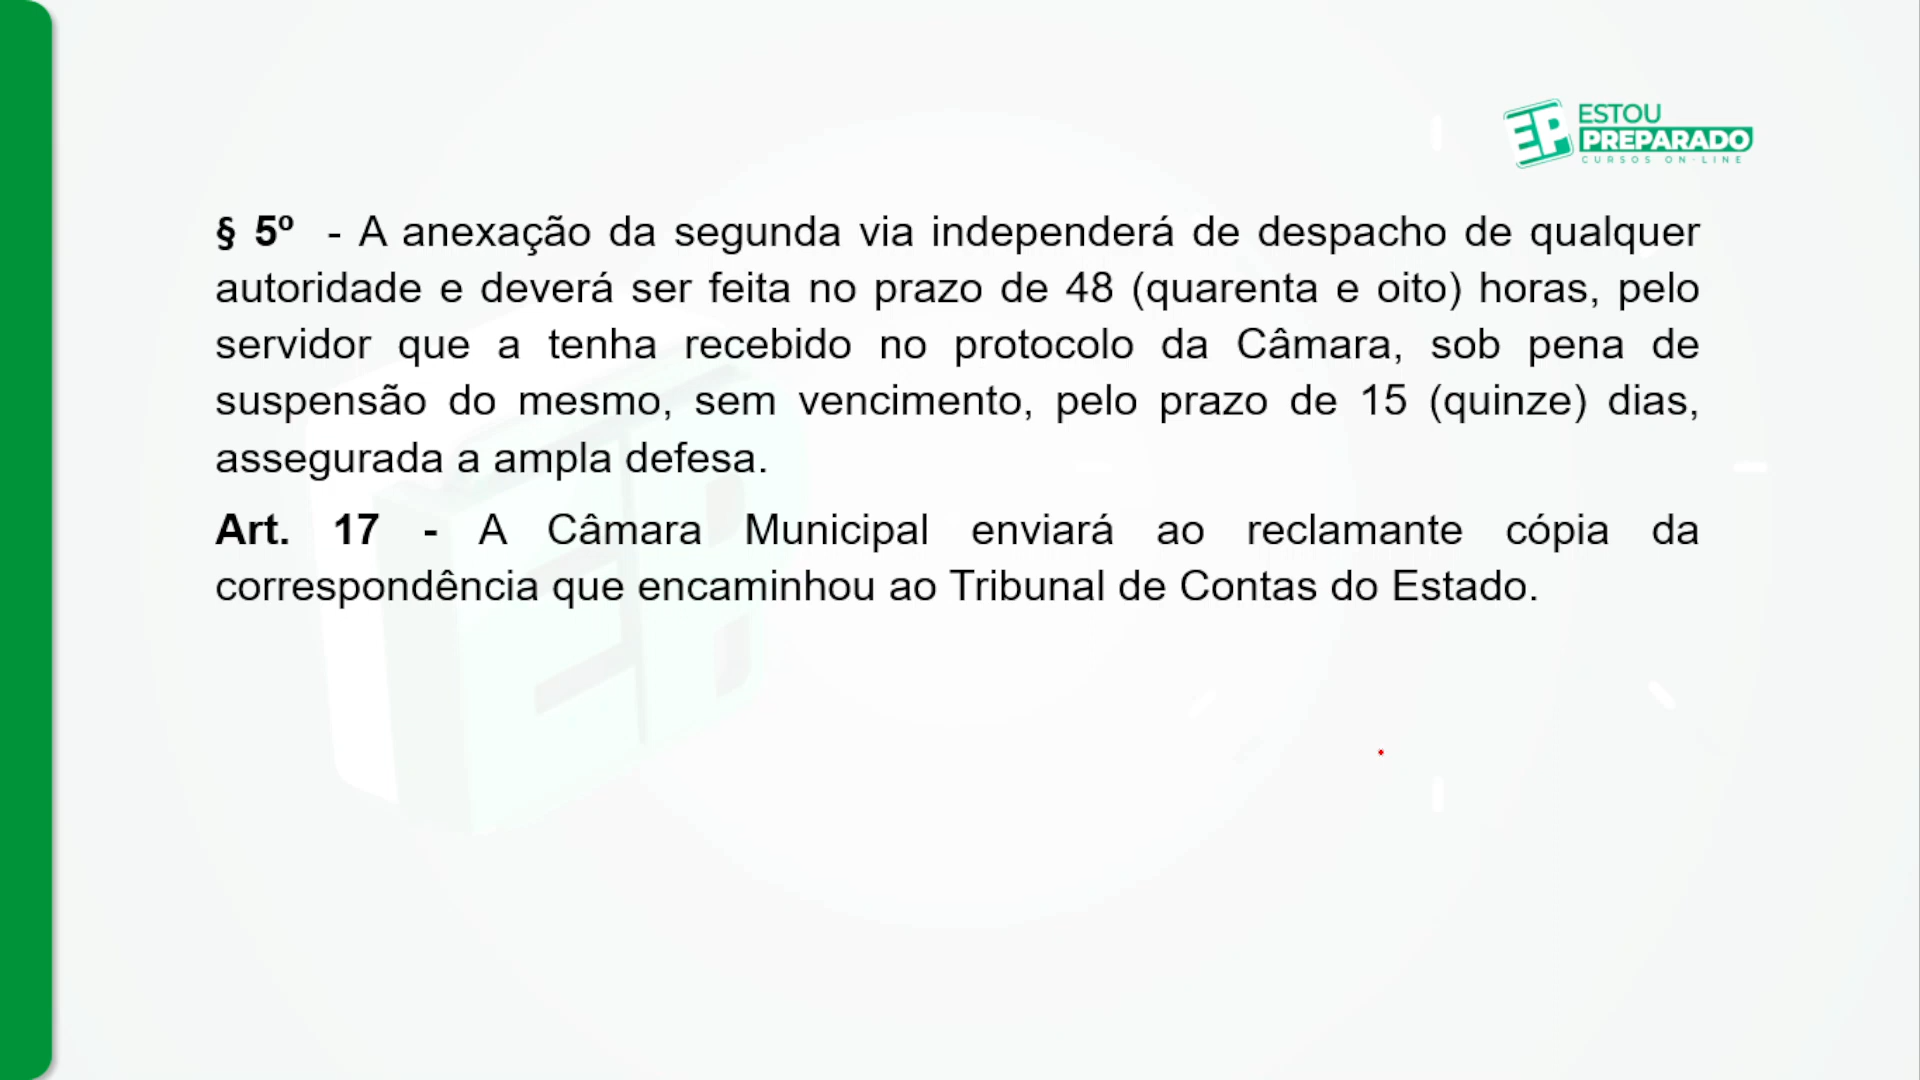 ESTOU
EP PREPARADO
CURSOS ON-LINE
§ 5º - A anexação da segunda via independerá de despacho de qualquer
autoridade e deverá ser feita no prazo de 48 (quarenta e oito) horas, pelo
servidor que a tenha recebido no protocolo da Câmara, sob pena de
suspensão do mesmo, sem vencimento, pelo prazo de 15 (quinze) dias,
assegurada a ampla defesa.
Art. 17 - A Câmara Municipal enviará ao reclamante cópia da
correspondência que encaminhou ao Tribunal de Contas do Estado.
EP